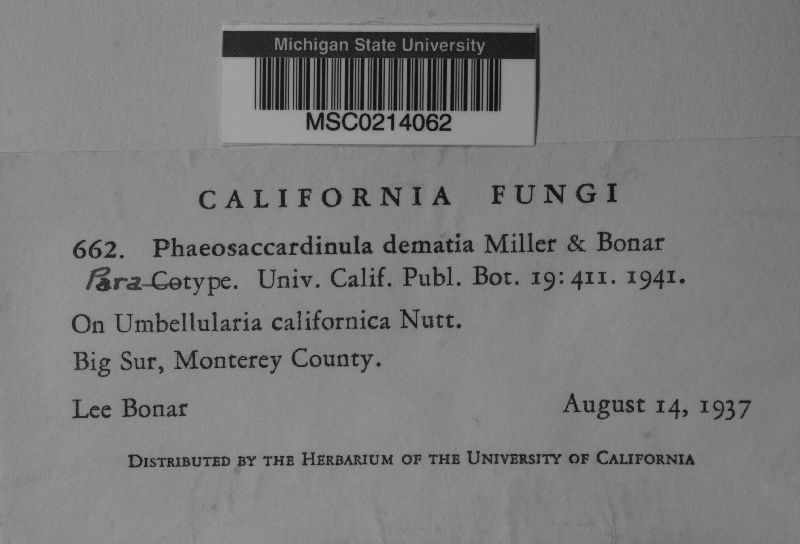 Michigan State University
MSC0214062
CALIFORNIA FUNGI
662. Phaeosaccardinula dematia Miller & Bonar
Para-Cotype. Univ. Calif. Publ. Bot. 19: 411. 1941.
On Umbellularia californica Nutt.
Big Sur, Monterey County.
Lee Bonar August 14, 1937
DISTRIBUTED BY THE HERBARIUM OF THE UNIVERSITY OF CALIFORNIA